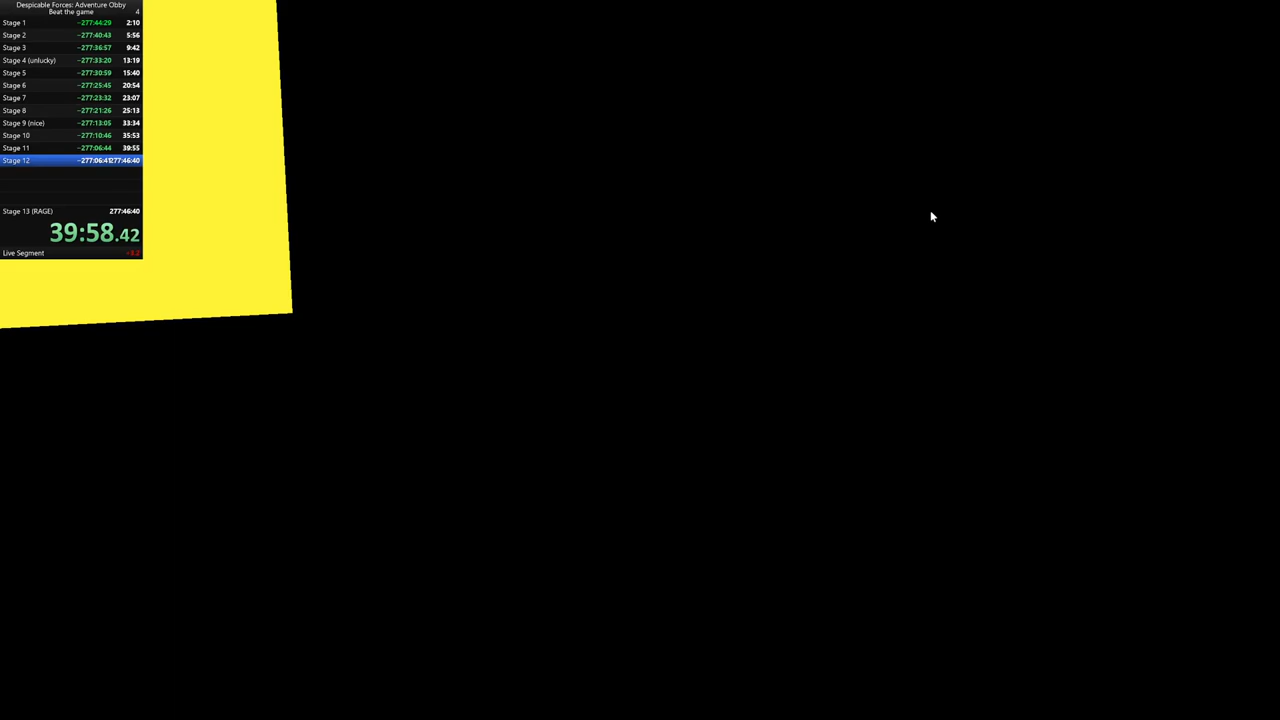 Despicable Forces: Adventure Obby
Beat the game 4
Stage 1 -277:44:29 2:10
Stage 2 -277:40:43 5:56
Stage 3 -277:36:57 9:42
Stage 4 (unlucky) -277:33:20 13:19
Stage 5 -277:30:59 15:40
Stage 6 -277:25:45 20:54
Stage 7 -277:23:32 23:07
Stage 8 -277:21:26 25:13
Stage 9 (nice) -277:13:05 33:34
Stage 10 -277:10:46 35:53
Stage 11 -277:06:44 39:55
Stage 12 -277:06:41 277:46:40
Stage 13 (RAGE) 277:46:40
39:58.42
Live Segment +3.2